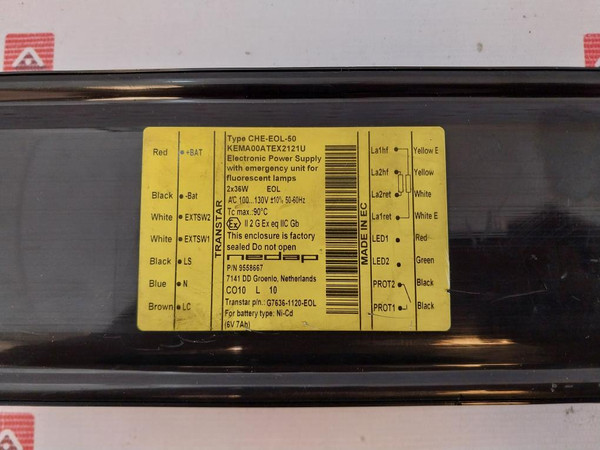 Red +BAT
Black -Bat
White EXTSW2
White EXTSW1
Black LS
Blue N
Brown LC
TRANSTAR
Type CHE-EOL-50
KEMA00ATEX2121U
Electronic Power Supply
with emergency unit for
fluorescent lamps
2x36W EOL
A/C 100...130V ±10% 50-60Hz
Tc max.:90°C
Ex II 2 G Ex eq IIC Gb
This enclosure is factory
sealed Do not open
nedap
P/N 9558667
7141 DD Groenlo, Netherlands
CO10 L 10
Transtar p/n.: G7636-1120-EOL
For battery type: Ni-Cd
(6V 7Ah)
MADE IN EC
La1hf Yellow E
La2hf Yellow
La2ret White
La1ret White E
LED1 Red
LED2 Green
PROT2 Black
PROT1 Black